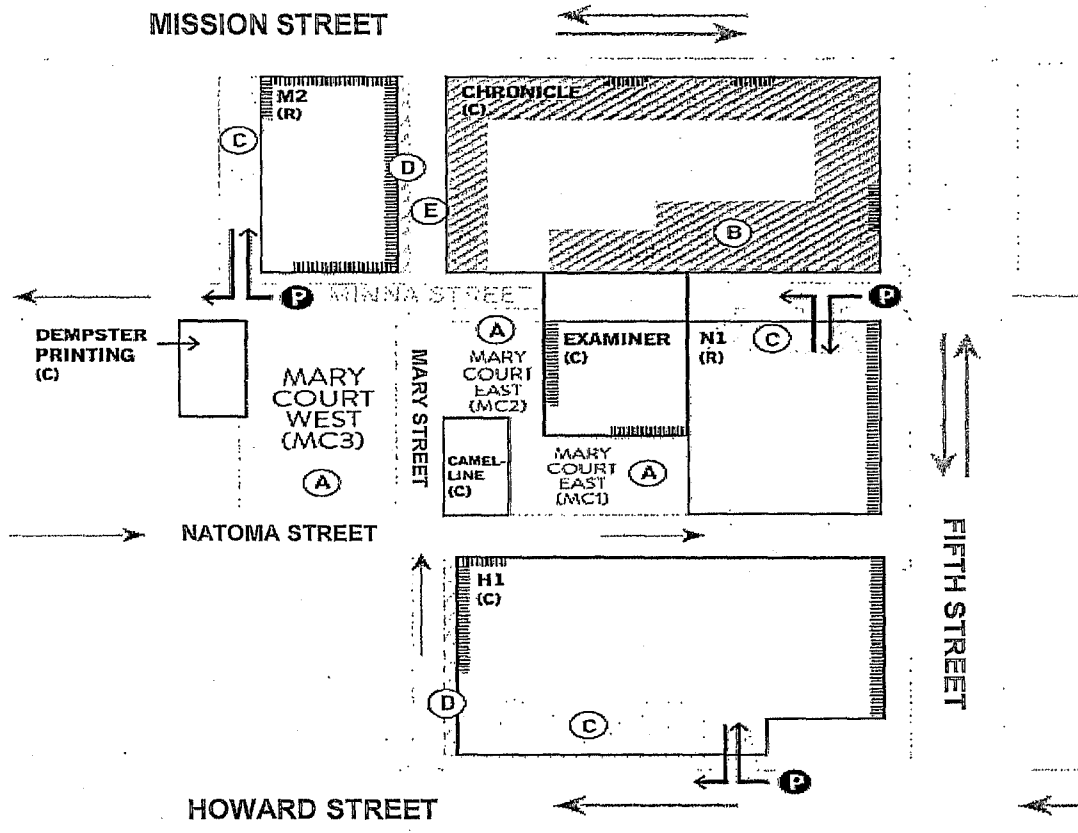 MISSION STREET
M2
(R)
CHRONICLE
(C)
C
D
E
B
P
MINNA STREET
P
DEMPSTER
PRINTING
(C)
A
EXAMINER
(C)
N1
(R)
C
MARY
COURT
WEST
(MC3)
A
MARY STREET
MARY
COURT
EAST
(MC2)
CAMEL-
LINE
(C)
MARY
COURT
EAST
(MC1)
A
NATOMA STREET
FIFTH STREET
H1
(C)
D
C
P
HOWARD STREET